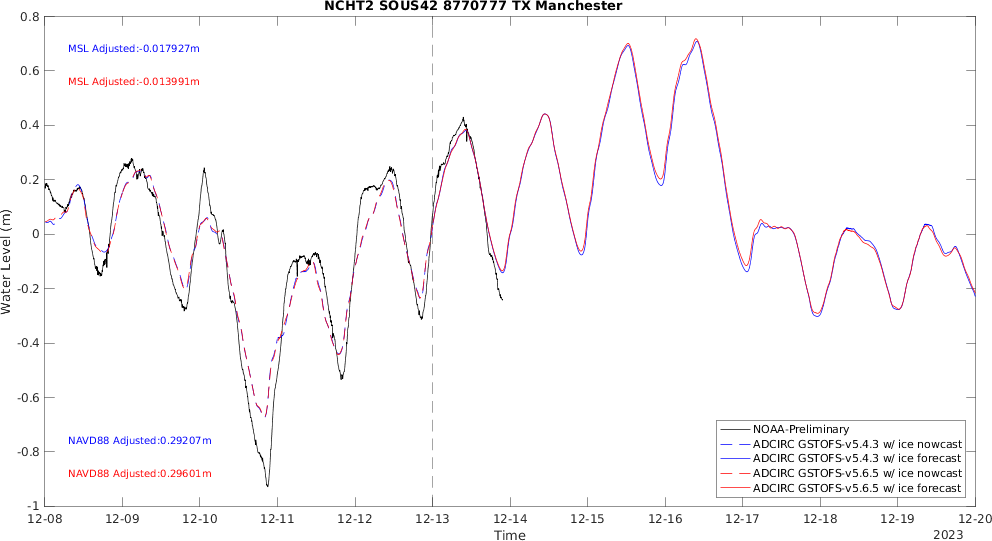 NCHT2 SOUS42 8770777 TX Manchester
0.8
0.6
0.4
0.2
0
-0.2
-0.4
-0.6
-0.8
-1
Water Level (m)
MSL Adjusted:-0.017927m
MSL Adjusted:-0.013991m
NAVD88 Adjusted:0.29207m
NAVD88 Adjusted:0.29601m
NOAA-Preliminary
ADCIRC GSTOFS-v5.4.3 w/ ice nowcast
ADCIRC GSTOFS-v5.4.3 w/ ice forecast
ADCIRC GSTOFS-v5.6.5 w/ ice nowcast
ADCIRC GSTOFS-v5.6.5 w/ ice forecast
12-08 12-09 12-10 12-11 12-12 12-13 12-14 12-15 12-16 12-17 12-18 12-19 12-20
Time
2023